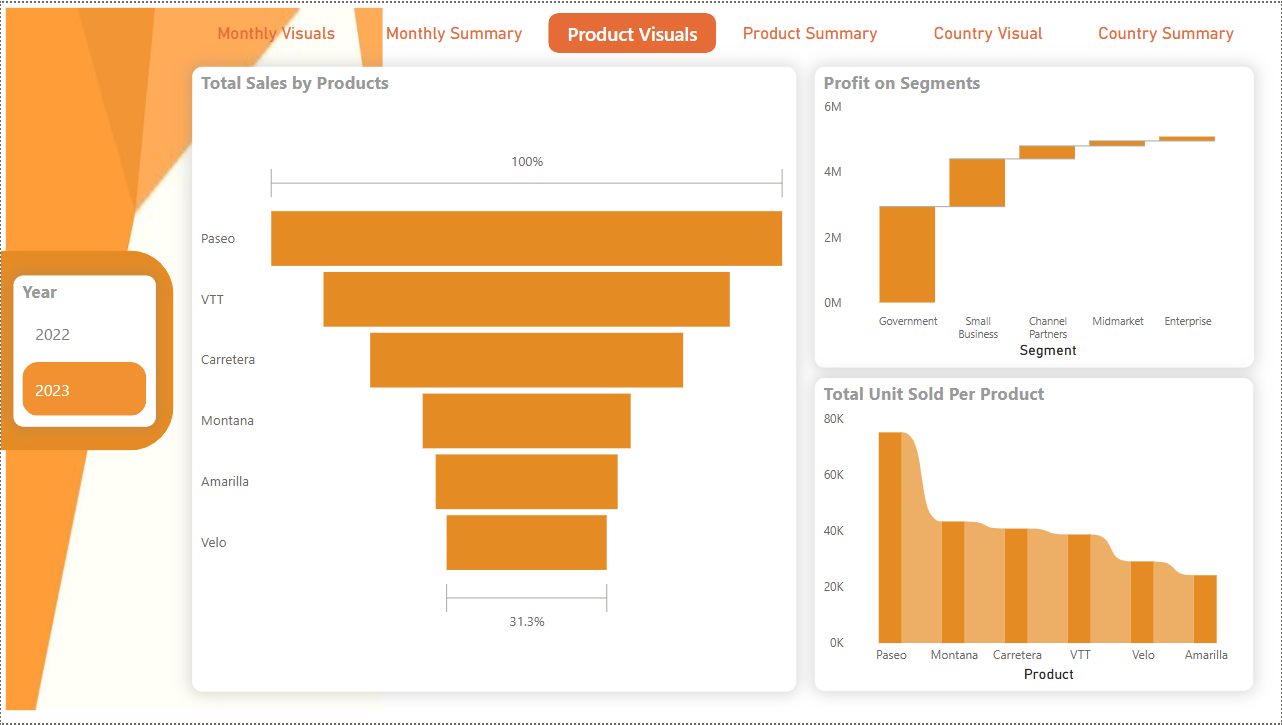 Monthly Visuals
Monthly Summary
Product Visuals
Product Summary
Country Visual
Country Summary
Year
2022
2023
Total Sales by Products
100%
Paseo
VTT
Carretera
Montana
Amarilla
Velo
31.3%
Profit on Segments
6M
4M
2M
0M
Government
Small
Business
Channel
Partners
Midmarket
Enterprise
Segment
Total Unit Sold Per Product
80K
60K
40K
20K
0K
Paseo
Montana
Carretera
VTT
Velo
Amarilla
Product